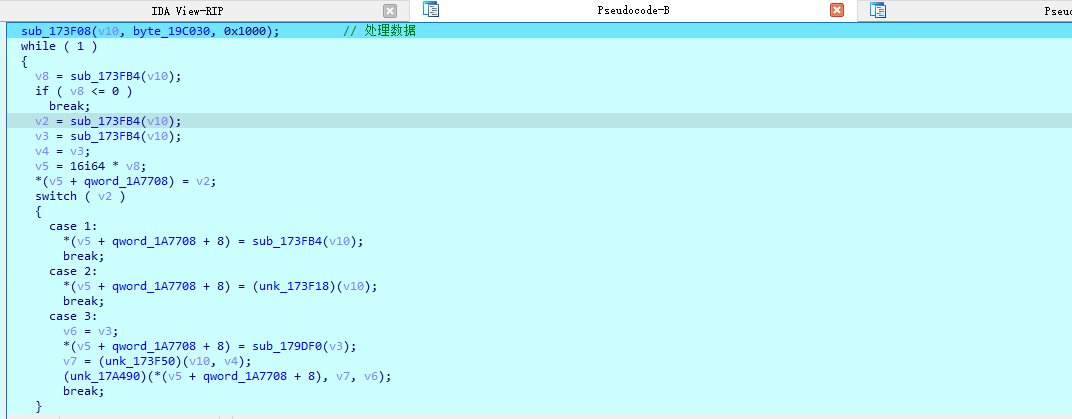 IDA View-RIP
Pseudocode-B
Pseu
sub_173F08(v10, byte_19C030, 0x1000); // 处理数据
while ( 1 )
{
v8 = sub_173FB4(v10);
if ( v8 <= 0 )
break;
v2 = sub_173FB4(v10);
v3 = sub_173FB4(v10);
v4 = v3;
v5 = 16i64 * v8;
*(v5 + qword_1A7708) = v2;
switch ( v2 )
{
case 1:
*(v5 + qword_1A7708 + 8) = sub_173FB4(v10);
break;
case 2:
*(v5 + qword_1A7708 + 8) = (unk_173F18)(v10);
break;
case 3:
v6 = v3;
*(v5 + qword_1A7708 + 8) = sub_179DF0(v3);
v7 = (unk_173F50)(v10, v4);
(unk_17A490)(*(v5 + qword_1A7708 + 8), v7, v6);
break;
}